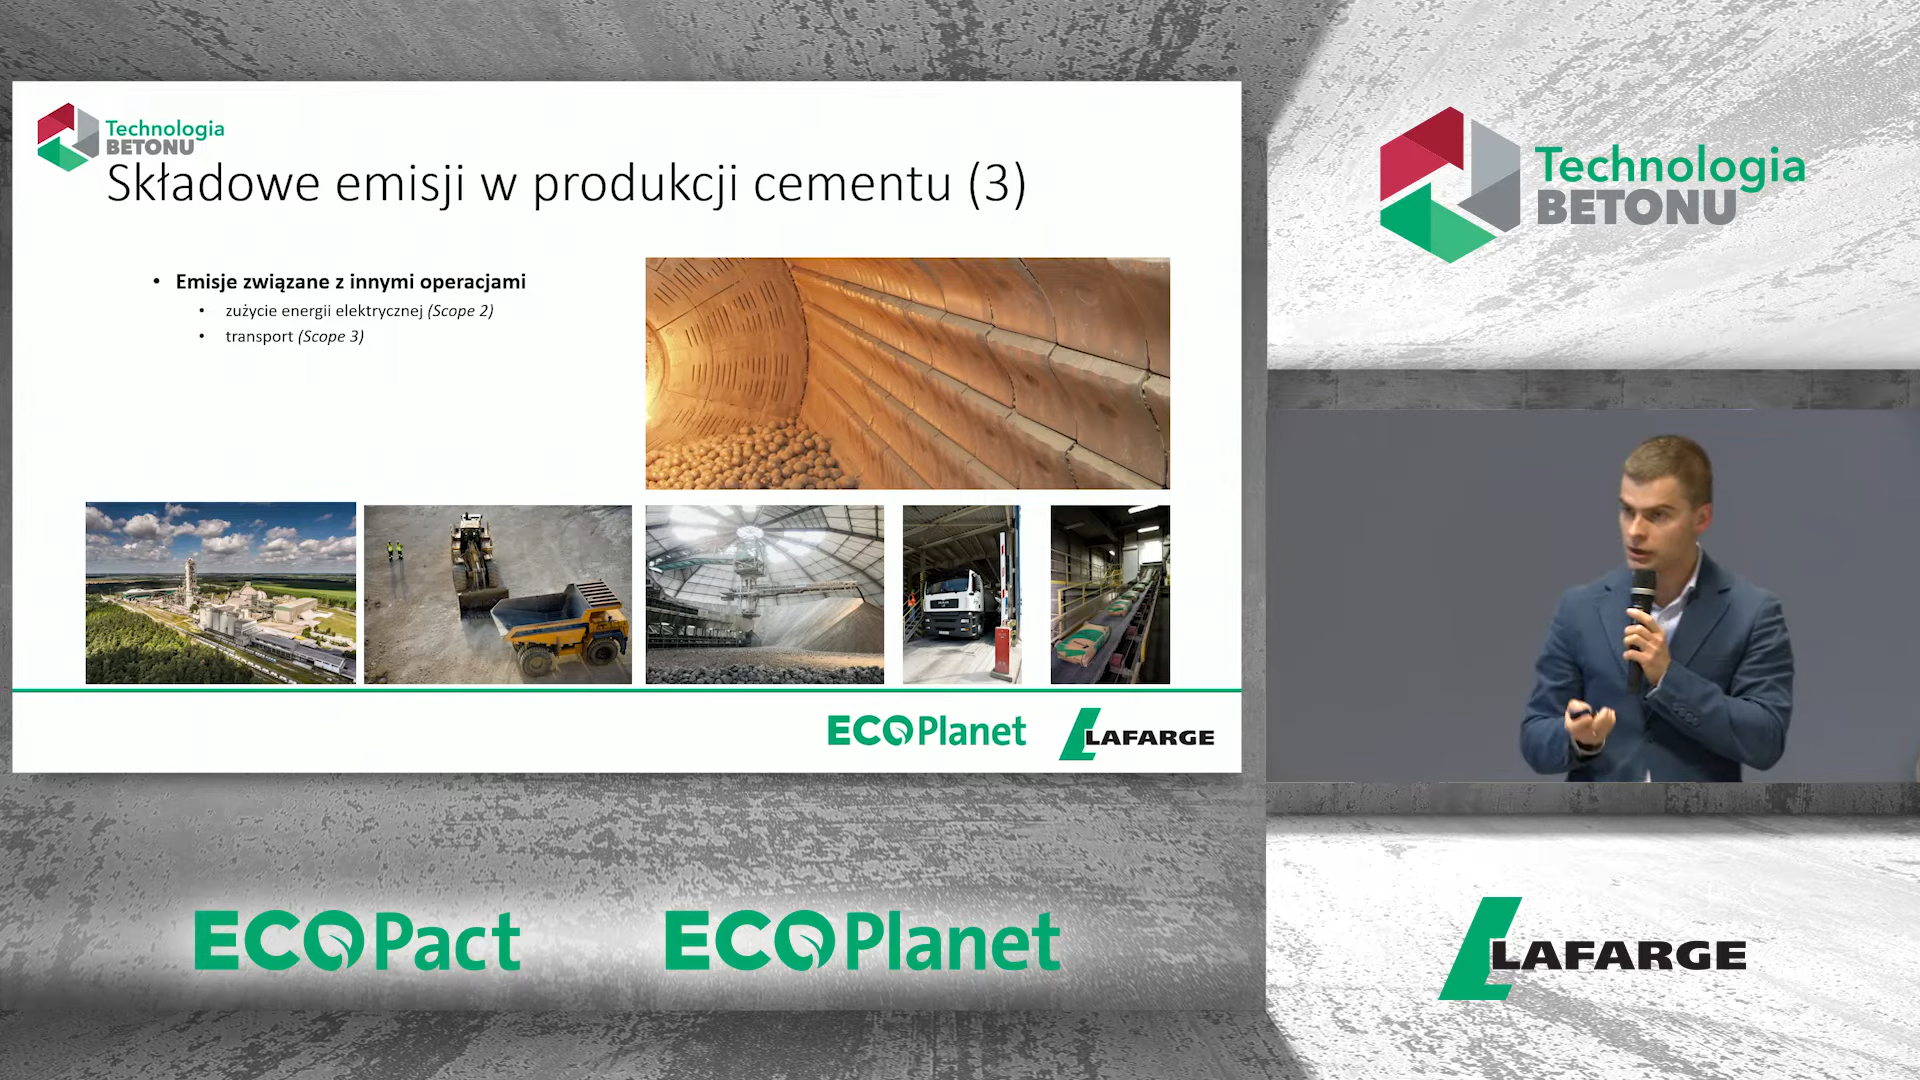 Technologia
BETONU
Składowe emisji w produkcji cementu (3)
• Emisje związane z innymi operacjami
• zużycie energii elektrycznej (Scope 2)
• transport (Scope 3)
ECOPlanet
LAFARGE
Technologia
BETONU
ECOPact
ECOPlanet
LAFARGE